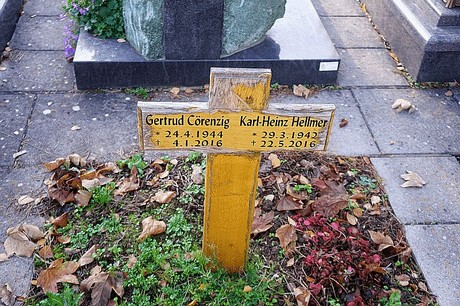 Gertrud Cörenzig Karl-Heinz Hellmer
* 24.4.1944 * 29.3.1942
+ 4.1.2016 + 22.5.2016